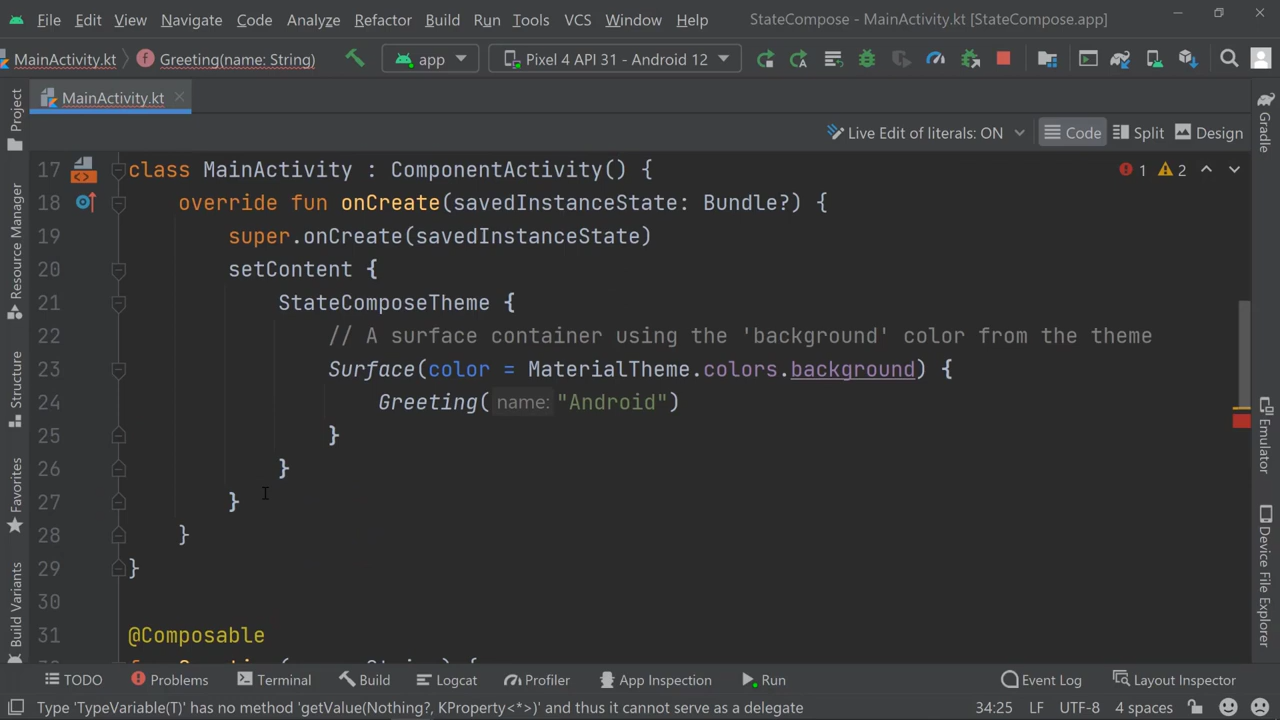 File Edit View Navigate Code Analyze Refactor Build Run Tools VCS Window Help StateCompose - MainActivity.kt [StateCompose.app]
MainActivity.kt Greeting(name: String) app Pixel 4 API 31 - Android 12
MainActivity.kt
Live Edit of literals: ON Code Split Design
17 class MainActivity : ComponentActivity() { 1 2
18 override fun onCreate(savedInstanceState: Bundle?) {
19 super.onCreate(savedInstanceState)
20 setContent {
21 StateComposeTheme {
22 // A surface container using the 'background' color from the theme
23 Surface(color = MaterialTheme.colors.background) {
24 Greeting( name: "Android")
25 }
26 }
27 }
28 }
29 }
30
31 @Composable
Project
Resource Manager
Structure
Favorites
Build Variants
Gradle
Emulator
Device File Explorer
TODO Problems Terminal Build Logcat Profiler App Inspection Run Event Log Layout Inspector
Type 'TypeVariable(T)' has no method 'getValue(Nothing?, KProperty<*>)' and thus it cannot serve as a delegate 34:25 LF UTF-8 4 spaces